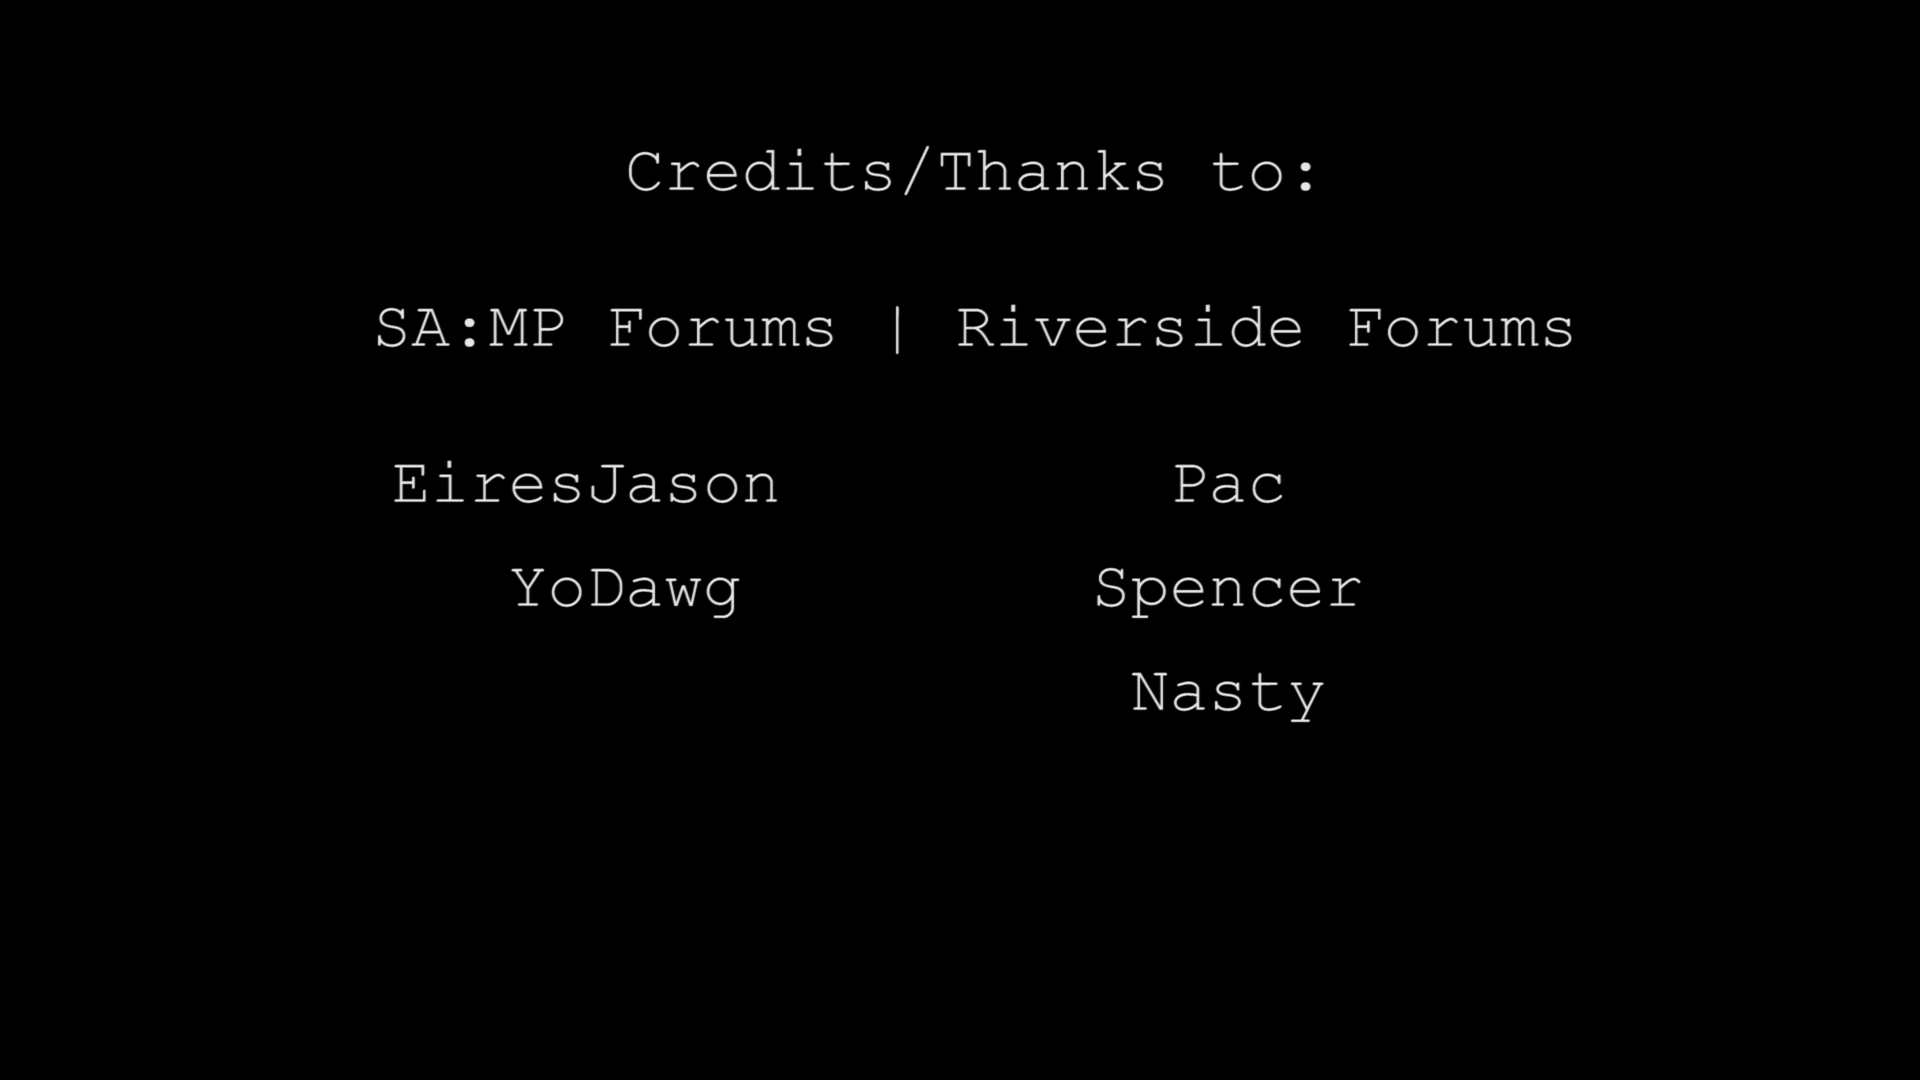 Credits/Thanks to:
SA:MP Forums | Riverside Forums
EiresJason Pac
YoDawg Spencer
Nasty